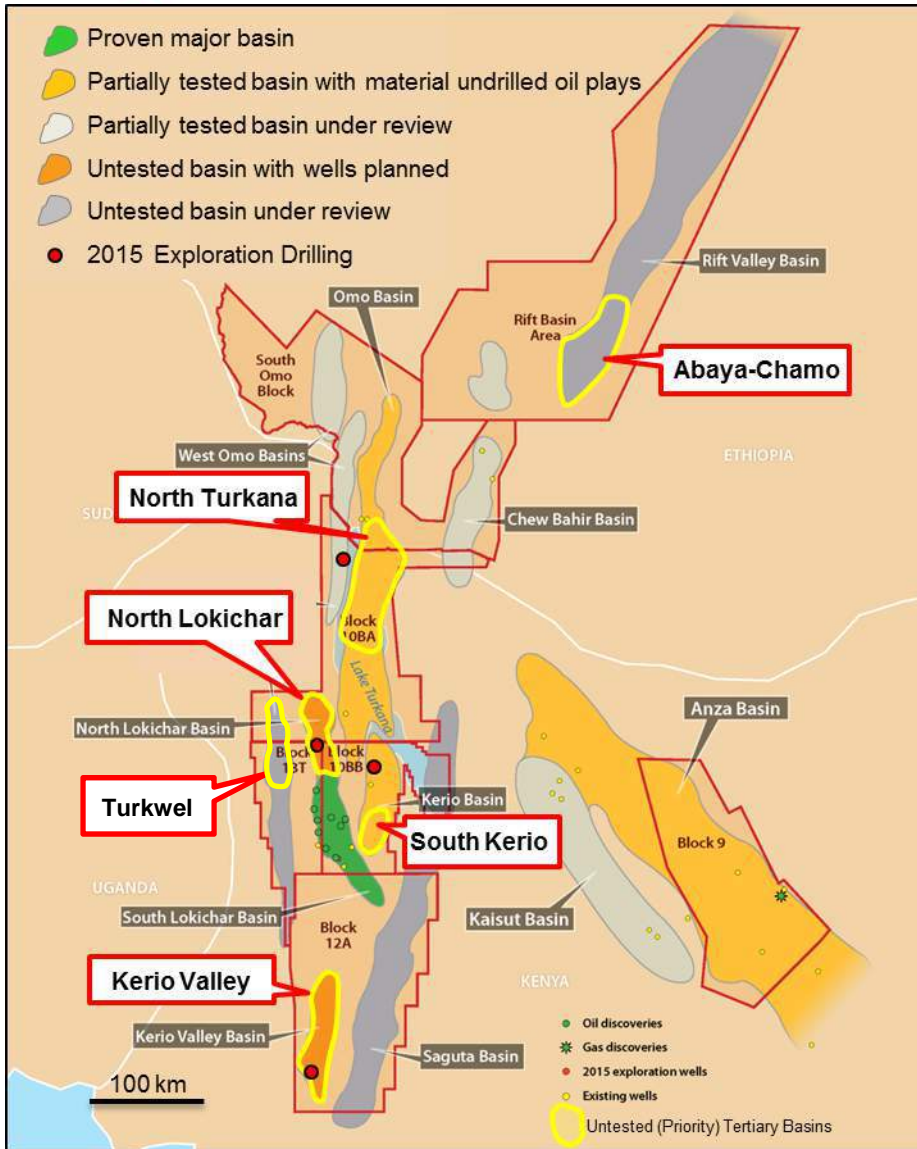 Proven major basin
Partially tested basin with material undrilled oil plays
Partially tested basin under review
Untested basin with wells planned
Untested basin under review
2015 Exploration Drilling
Rift Valley Basin
Omo Basin
Rift Basin
Area
South
Omo
Block
Abaya-Chamo
West Omo Basins
ETHIOPIA
North Turkana
SUD
Chew Bahir Basin
North Lokichar
Block
10BA
Lake Turkana
Anza Basin
North Lokichar Basin
Block
13T
Block
10BB
Turkwel
Kerio Basin
South Kerio
Block 9
UGANDA
South Lokichar Basin
Kaisut Basin
Block
12A
Kerio Valley
KENYA
Kerio Valley Basin
Saguta Basin
100 km
Oil discoveries
Gas discoveries
2015 exploration wells
Existing wells
Untested (Priority) Tertiary Basins